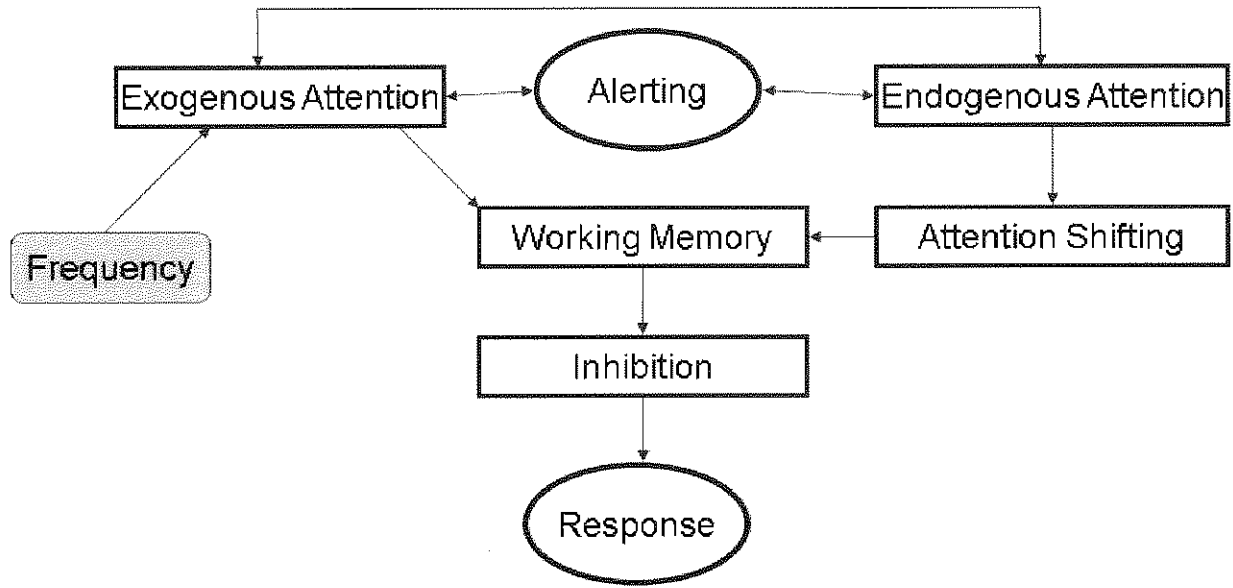 Exogenous Attention
Alerting
Endogenous Attention
Frequency
Working Memory
Attention Shifting
Inhibition
Response